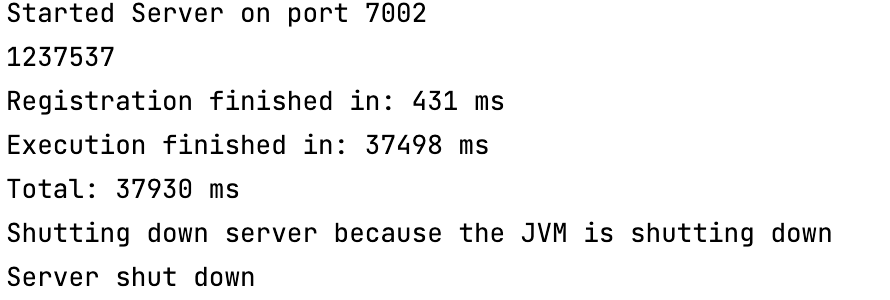 Started Server on port 7002
1237537
Registration finished in: 431 ms
Execution finished in: 37498 ms
Total: 37930 ms
Shutting down server because the JVM is shutting down
Server shut down